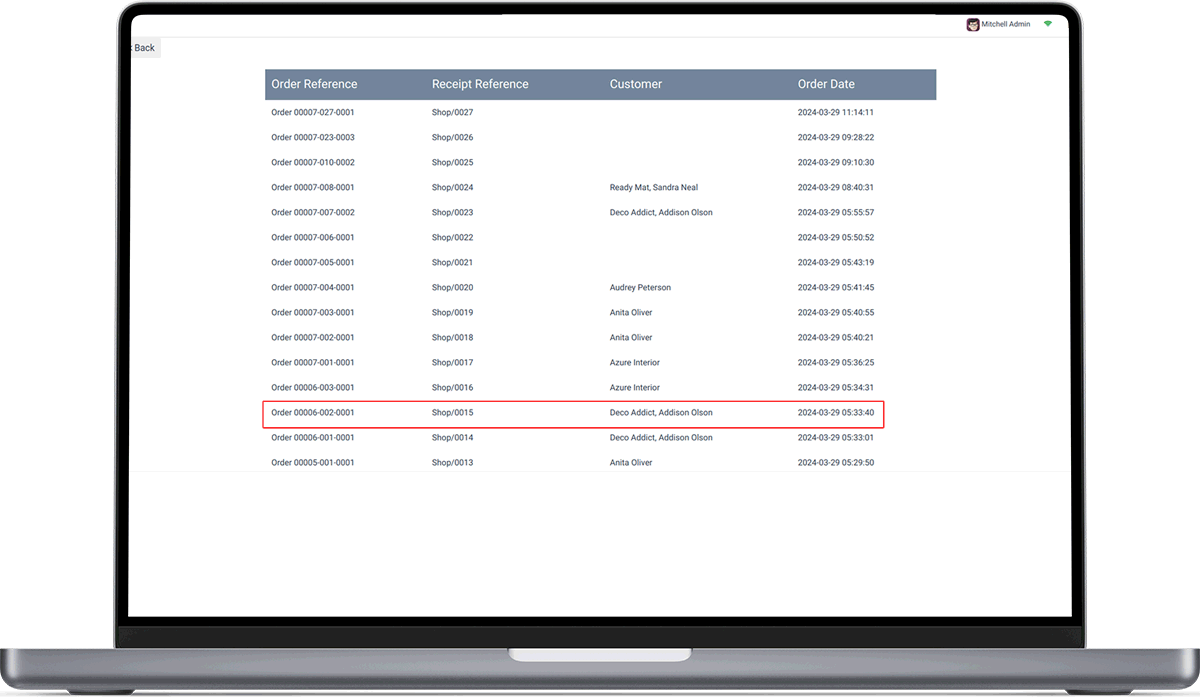 Mitchell Admin
Back
Order Reference Receipt Reference Customer Order Date
Order 00007-027-0001 Shop/0027 2024-03-29 11:14:11
Order 00007-023-0003 Shop/0026 2024-03-29 09:28:22
Order 00007-010-0002 Shop/0025 2024-03-29 09:10:30
Order 00007-008-0001 Shop/0024 Ready Mat, Sandra Neal 2024-03-29 08:40:31
Order 00007-007-0002 Shop/0023 Deco Addict, Addison Olson 2024-03-29 05:55:57
Order 00007-006-0001 Shop/0022 2024-03-29 05:50:52
Order 00007-005-0001 Shop/0021 2024-03-29 05:43:19
Order 00007-004-0001 Shop/0020 Audrey Peterson 2024-03-29 05:41:45
Order 00007-003-0001 Shop/0019 Anita Oliver 2024-03-29 05:40:55
Order 00007-002-0001 Shop/0018 Anita Oliver 2024-03-29 05:40:21
Order 00007-001-0001 Shop/0017 Azure Interior 2024-03-29 05:36:25
Order 00006-003-0001 Shop/0016 Azure Interior 2024-03-29 05:34:31
Order 00006-002-0001 Shop/0015 Deco Addict, Addison Olson 2024-03-29 05:33:40
Order 00006-001-0001 Shop/0014 Deco Addict, Addison Olson 2024-03-29 05:33:01
Order 00005-001-0001 Shop/0013 Anita Oliver 2024-03-29 05:29:50